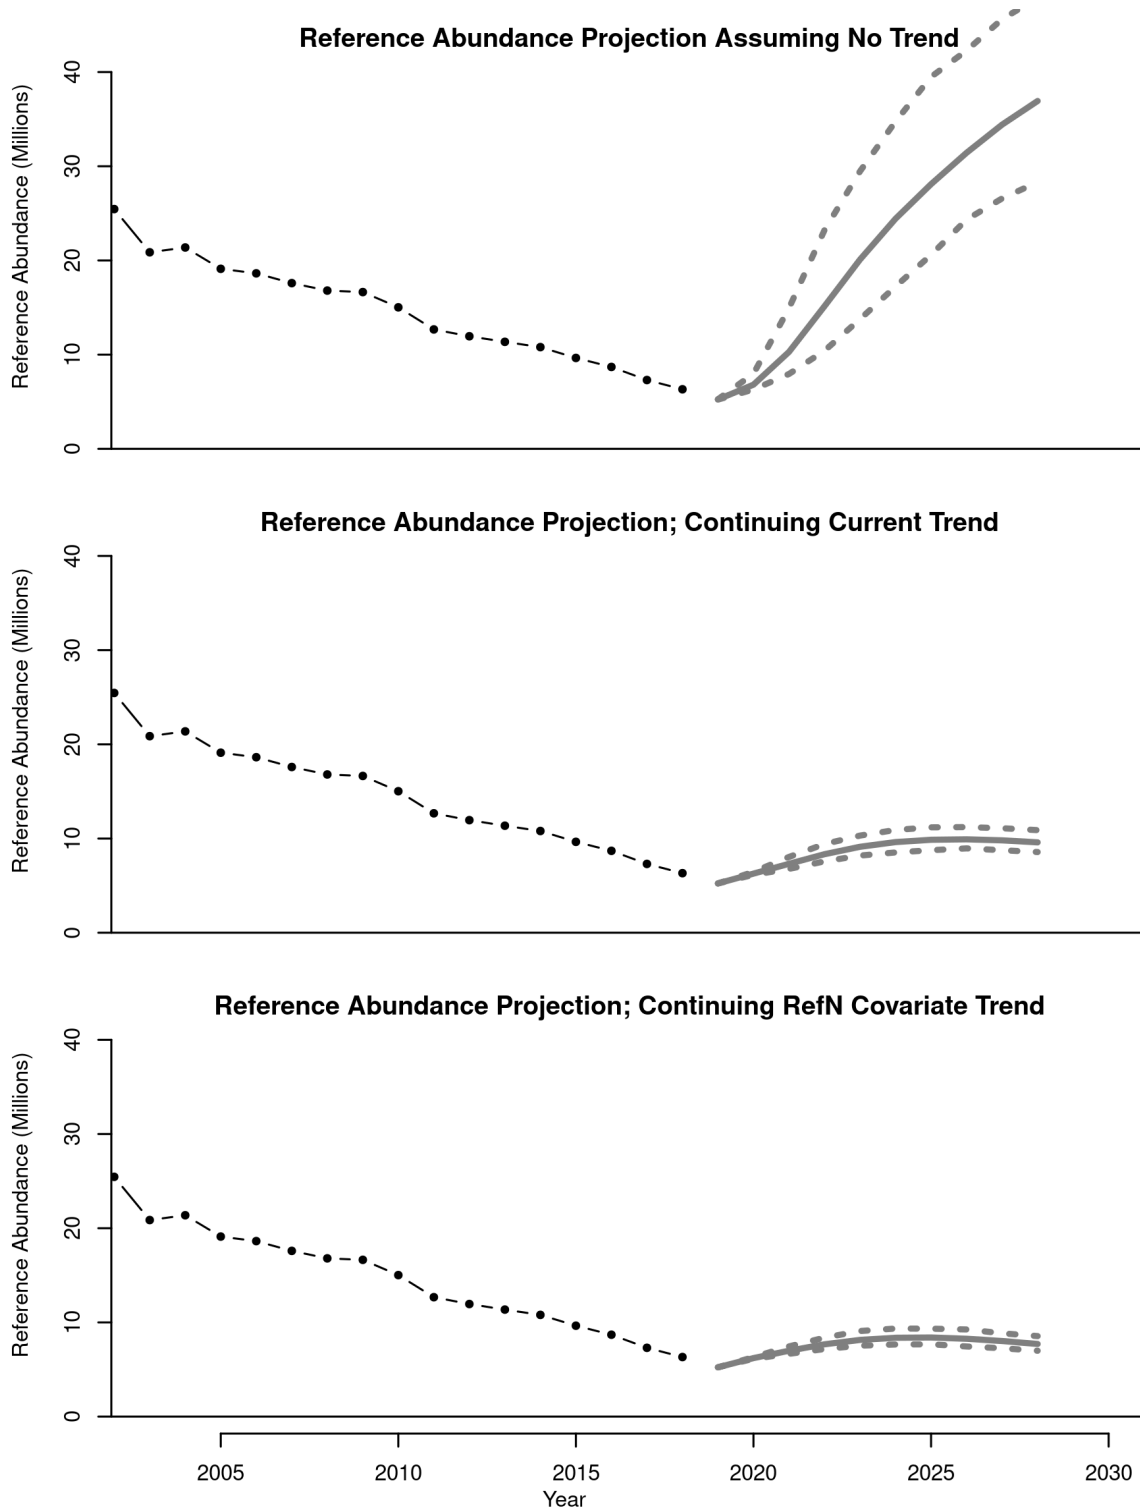 Reference Abundance Projection Assuming No Trend
Reference Abundance (Millions)
40
30
20
10
0
Reference Abundance Projection; Continuing Current Trend
Reference Abundance (Millions)
40
30
20
10
0
Reference Abundance Projection; Continuing RefN Covariate Trend
Reference Abundance (Millions)
40
30
20
10
0
2005 2010 2015 2020 2025 2030
Year